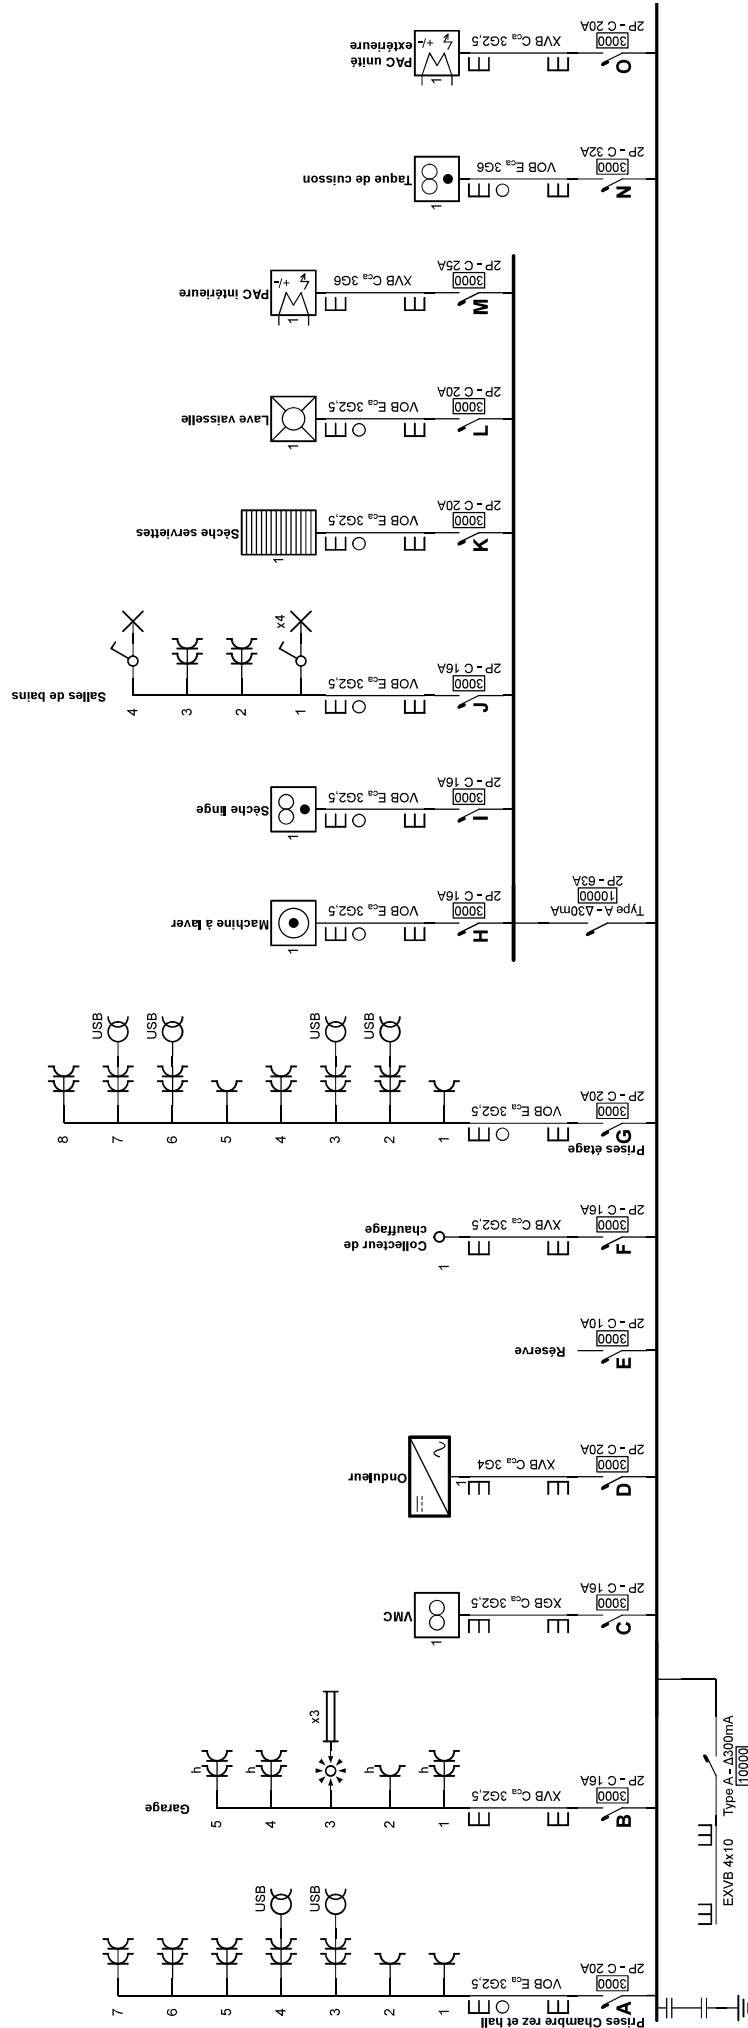 7
6
5
4
USB
3
USB
2
1
VOB Eca 3G2,5
A
3000
2P - C 20A
Prises Chambre rez et hall
5
h
4
h
3
x3
2
h
1
h
Garage
XVB Cca 3G2,5
B
3000
2P - C 16A
EXVB 4x10
Type A - Δ300mA
10000
VMC
1
XGB Cca 3G2,5
C
3000
2P - C 16A
Onduleur
1
XVB Cca 3G4
D
3000
2P - C 20A
Réserve
E
3000
2P - C 10A
Collecteur de
chauffage
1
XVB Cca 3G2,5
F
3000
2P - C 16A
8
7
USB
6
USB
5
4
3
USB
2
USB
1
VOB Eca 3G2,5
G
3000
2P - C 20A
Prises étage
Type A - Δ30mA
10000
2P - 63A
Machine à laver
1
VOB Eca 3G2,5
H
3000
2P - C 16A
Sèche linge
1
VOB Eca 3G2,5
I
3000
2P - C 16A
Salles de bains
4
3
2
1
x4
VOB Eca 3G2,5
J
3000
2P - C 16A
Sèche serviettes
1
VOB Eca 3G2,5
K
3000
2P - C 20A
Lave vaisselle
1
VOB Eca 3G2,5
L
3000
2P - C 20A
PAC intérieure
+/-
1
XVB Cca 3G6
M
3000
2P - C 25A
Taque de cuisson
1
VOB Eca 3G6
N
3000
2P - C 32A
PAC unité
extérieure
+/-
1
XVB Cca 3G2,5
O
3000
2P - C 20A